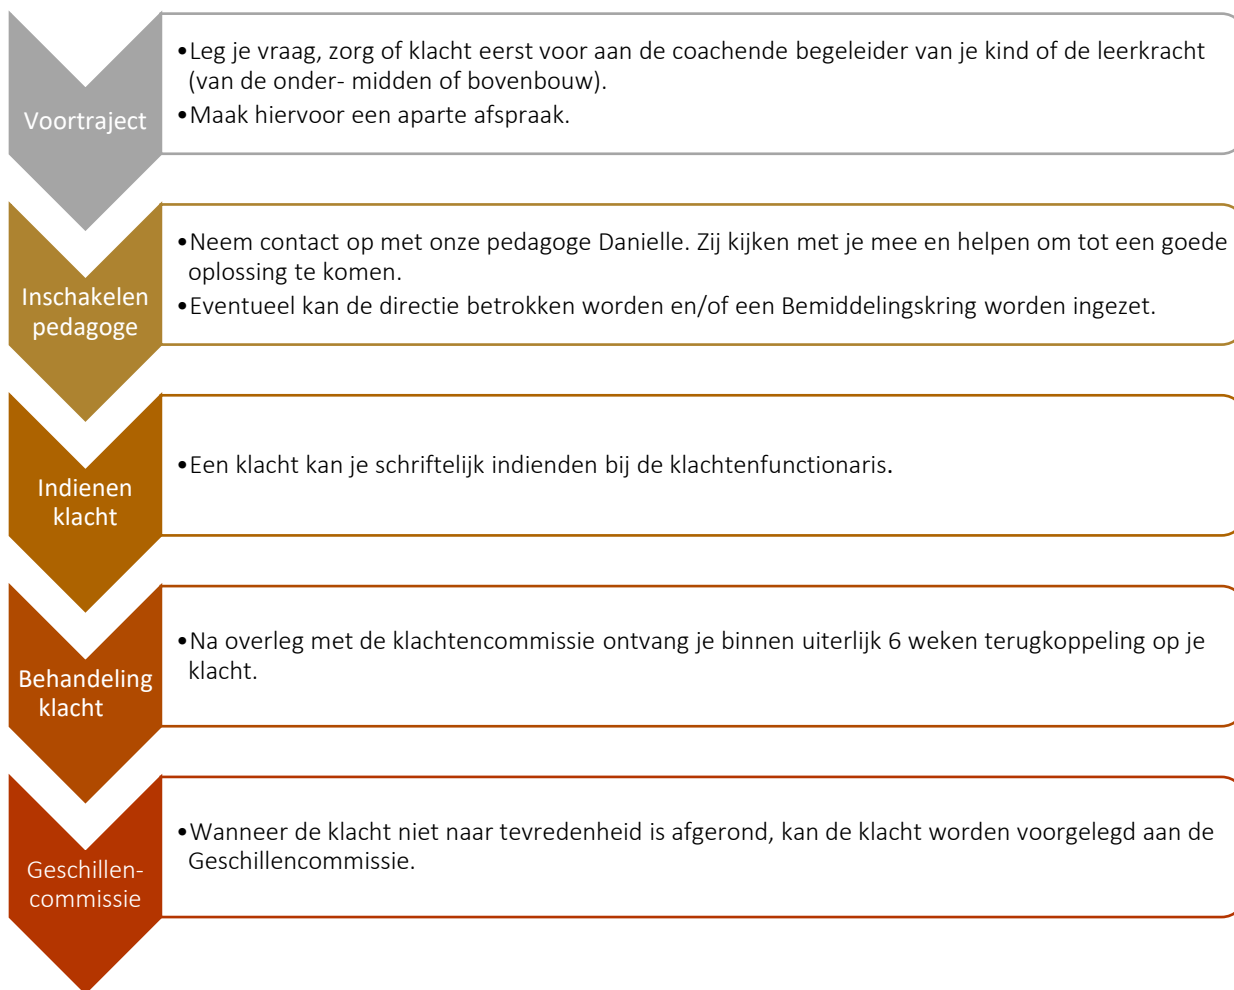 Voortraject
•Leg je vraag, zorg of klacht eerst voor aan de coachende begeleider van je kind of de leerkracht
(van de onder- midden of bovenbouw).
•Maak hiervoor een aparte afspraak.
Inschakelen
pedagoge
•Neem contact op met onze pedagoge Danielle. Zij kijken met je mee en helpen om tot een goede
oplossing te komen.
•Eventueel kan de directie betrokken worden en/of een Bemiddelingskring worden ingezet.
Indienen
klacht
•Een klacht kan je schriftelijk indienden bij de klachtenfunctionaris.
Behandeling
klacht
•Na overleg met de klachtencommissie ontvang je binnen uiterlijk 6 weken terugkoppeling op je
klacht.
Geschillen-
commissie
•Wanneer de klacht niet naar tevredenheid is afgerond, kan de klacht worden voorgelegd aan de
Geschillencommissie.